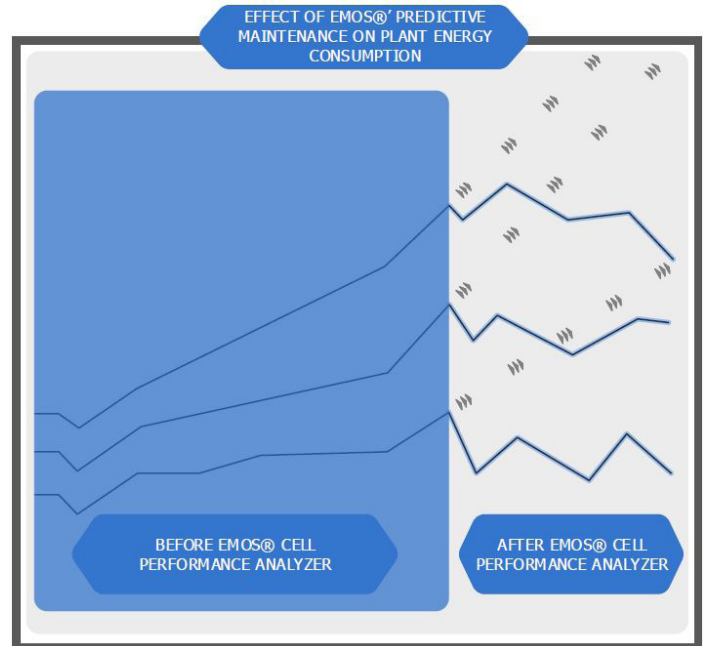 EFFECT OF EMOS®’ PREDICTIVE
MAINTENANCE ON PLANT ENERGY
CONSUMPTION
BEFORE EMOS® CELL
PERFORMANCE ANALYZER
AFTER EMOS® CELL
PERFORMANCE ANALYZER